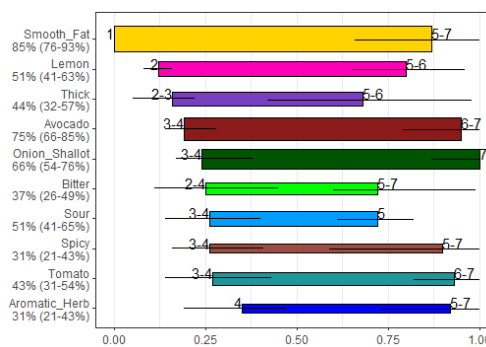 Smooth_Fat
85% (76-93%)
1 5-7
Lemon
51% (41-63%)
2 5-6
Thick
44% (32-57%)
2-3 5-6
Avocado
75% (66-85%)
3-4 6-7
Onion_Shallot
66% (54-76%)
3-4 7
Bitter
37% (26-49%)
2-4 5-7
Sour
51% (41-65%)
3-4 5
Spicy
31% (21-43%)
3-4 5-7
Tomato
43% (31-54%)
3-4 6-7
Aromatic_Herb
31% (21-43%)
4 5-7
0.00 0.25 0.50 0.75 1.00